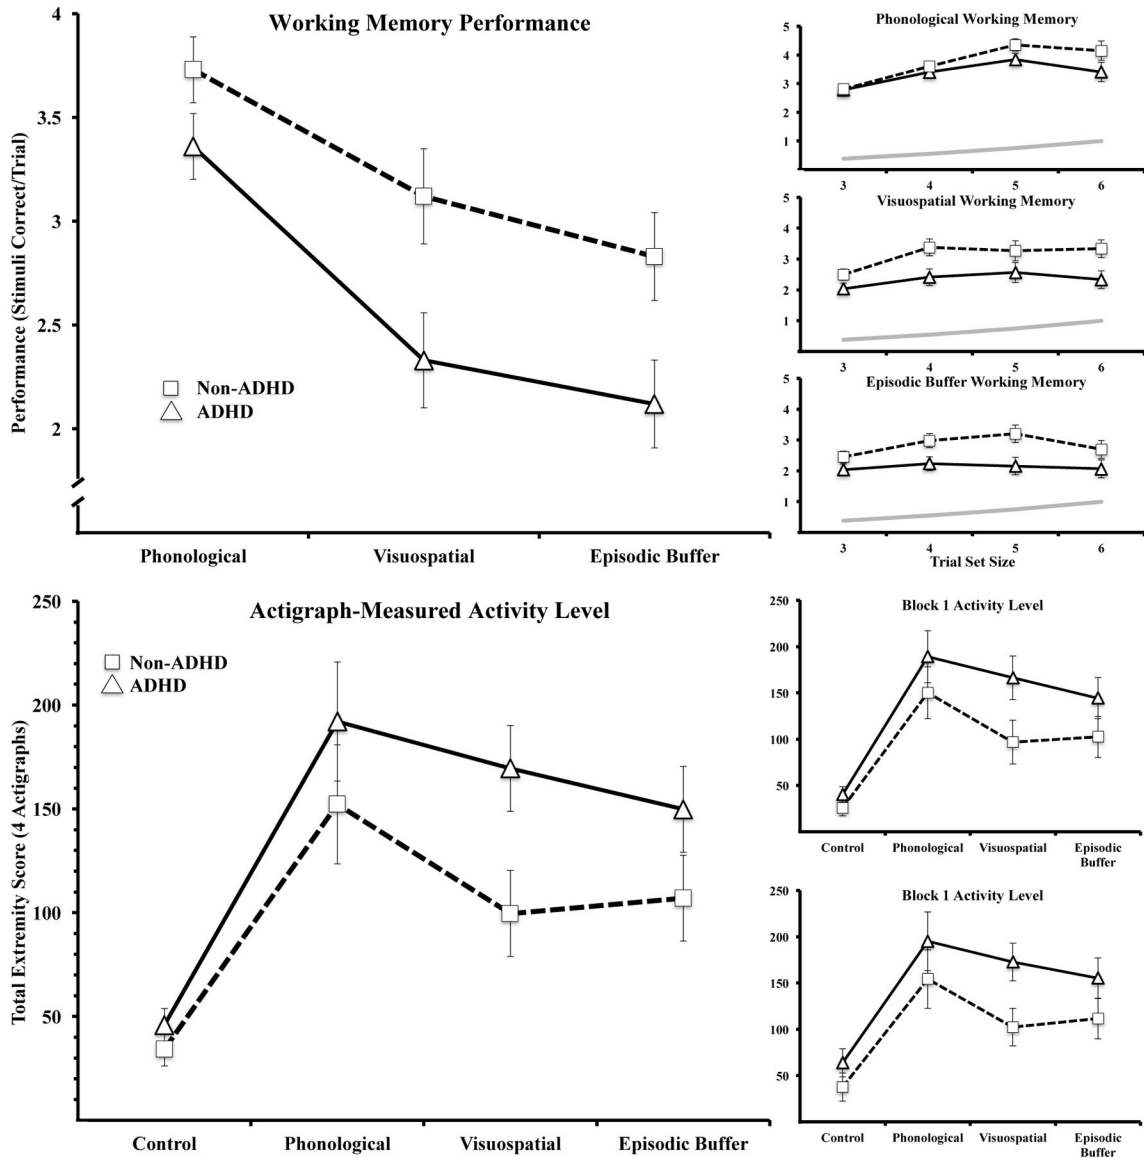 Working Memory Performance
Performance (Stimuli Correct/Trial)
4
3.5
3
2.5
2
Non-ADHD
ADHD
Phonological Visuospatial Episodic Buffer
Phonological Working Memory
5
4
3
2
1
3 4 5 6
Visuospatial Working Memory
5
4
3
2
1
3 4 5 6
Episodic Buffer Working Memory
5
4
3
2
1
3 4 5 6
Trial Set Size
Actigraph-Measured Activity Level
Total Extremity Score (4 Actigraphs)
250
200
150
100
50
Non-ADHD
ADHD
Control Phonological Visuospatial Episodic Buffer
Block 1 Activity Level
250
200
150
100
50
Control Phonological Visuospatial Episodic
Buffer
Block 1 Activity Level
250
200
150
100
50
Control Phonological Visuospatial Episodic
Buffer